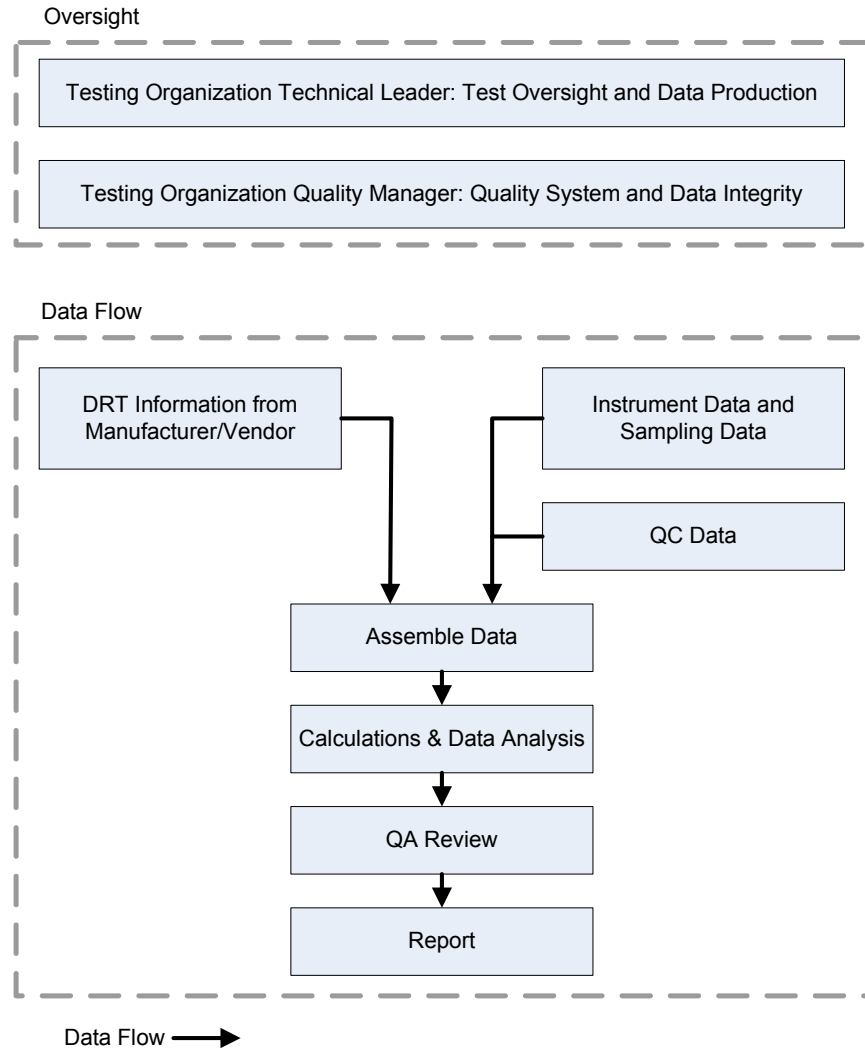 Oversight
Testing Organization Technical Leader: Test Oversight and Data Production
Testing Organization Quality Manager: Quality System and Data Integrity
Data Flow
DRT Information from
Manufacturer/Vendor
Instrument Data and
Sampling Data
QC Data
Assemble Data
Calculations & Data Analysis
QA Review
Report
Data Flow